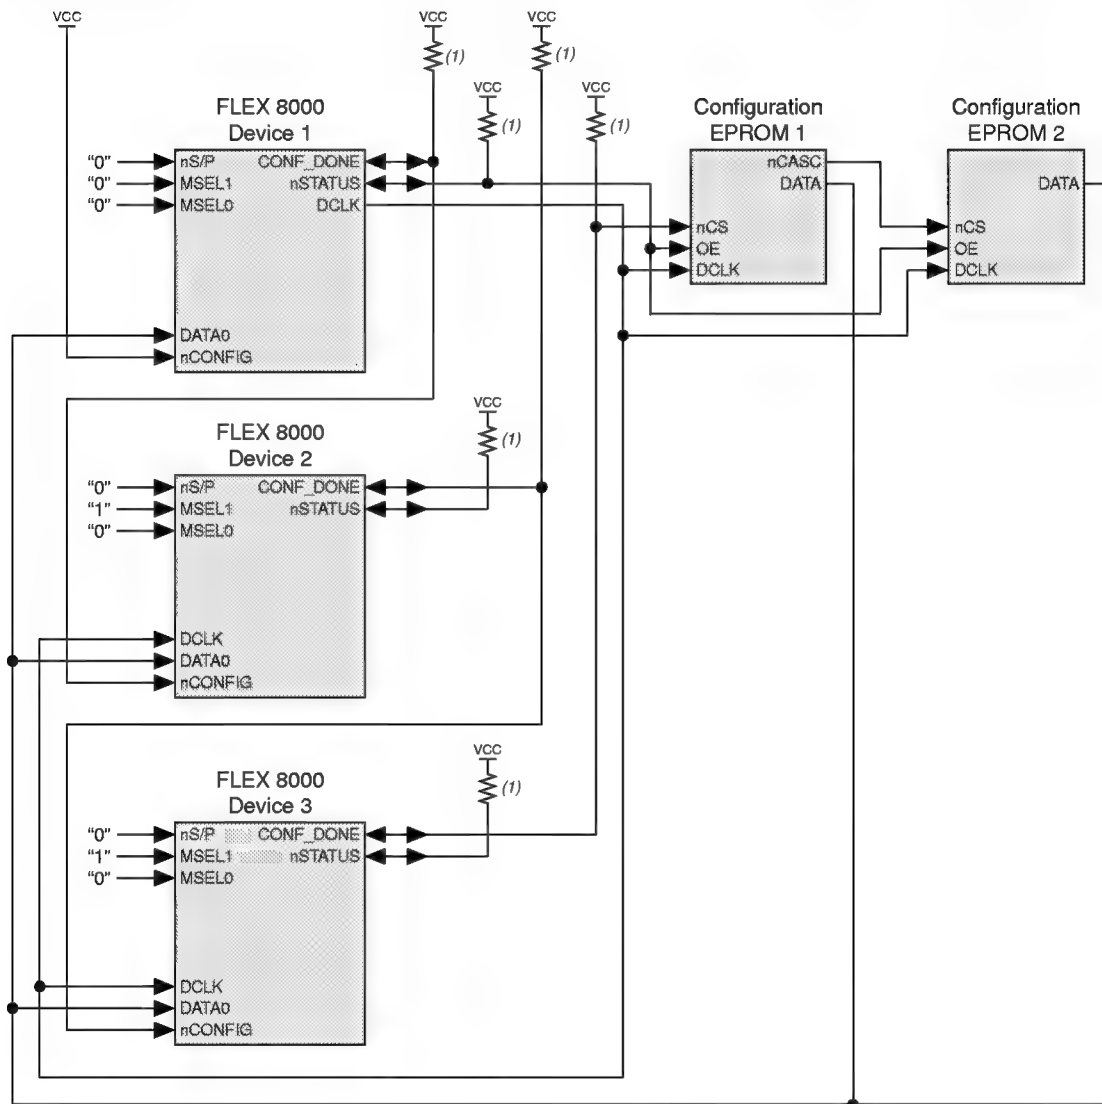 VCC
VCC
VCC
(1)
(1)
VCC
VCC
(1)
(1)
FLEX 8000
Device 1
"0"
"0"
"0"
nS/P
MSEL1
MSEL0
CONF_DONE
nSTATUS
DCLK
DATA0
nCONFIG
Configuration
EPROM 1
nCASC
DATA
nCS
OE
DCLK
Configuration
EPROM 2
DATA
nCS
OE
DCLK
VCC
(1)
FLEX 8000
Device 2
"0"
"1"
"0"
nS/P
MSEL1
MSEL0
CONF_DONE
nSTATUS
DCLK
DATA0
nCONFIG
VCC
(1)
FLEX 8000
Device 3
"0"
"1"
"0"
nS/P
MSEL1
MSEL0
CONF_DONE
nSTATUS
DCLK
DATA0
nCONFIG